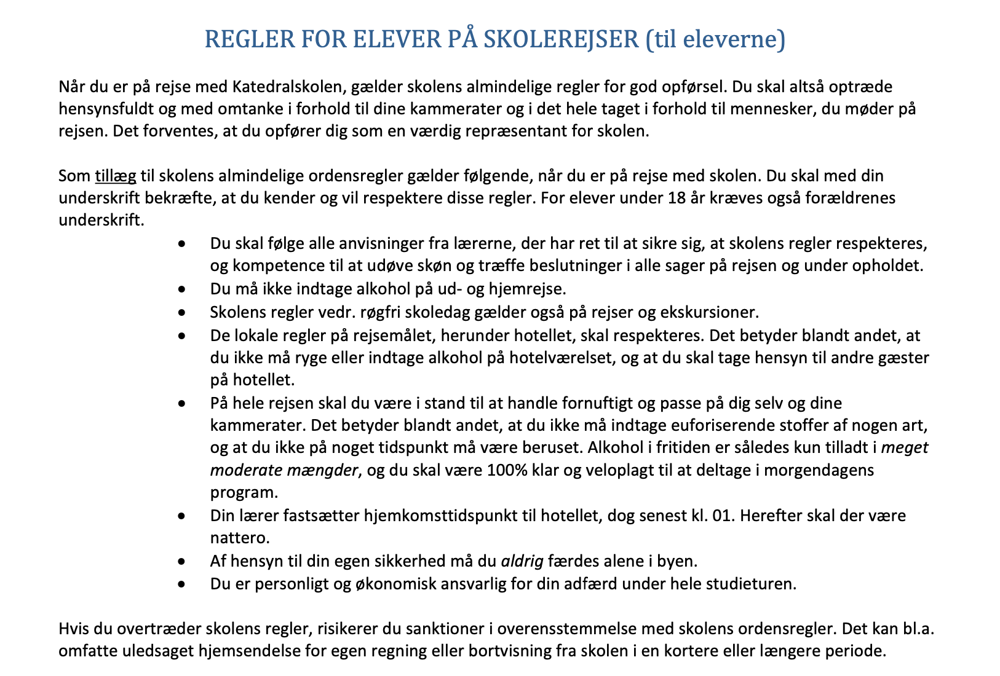 REGLER FOR ELEVER PÅ SKOLEREJSER (til eleverne)
Når du er på rejse med Katedralskolen, gælder skolens almindelige regler for god opførsel. Du skal altså optræde
hensynsfuldt og med omtanke i forhold til dine kammerater og i det hele taget i forhold til mennesker, du møder på
rejsen. Det forventes, at du opfører dig som en værdig repræsentant for skolen.
Som tillæg til skolens almindelige ordensregler gælder følgende, når du er på rejse med skolen. Du skal med din
underskrift bekræfte, at du kender og vil respektere disse regler. For elever under 18 år kræves også forældrenes
underskrift.
• Du skal følge alle anvisninger fra lærerne, der har ret til at sikre sig, at skolens regler respekteres,
og kompetence til at udøve skøn og træffe beslutninger i alle sager på rejsen og under opholdet.
• Du må ikke indtage alkohol på ud- og hjemrejse.
• Skolens regler vedr. røgfri skoledag gælder også på rejser og ekskursioner.
• De lokale regler på rejsemålet, herunder hotellet, skal respekteres. Det betyder blandt andet, at
du ikke må ryge eller indtage alkohol på hotelværelset, og at du skal tage hensyn til andre gæster
på hotellet.
• På hele rejsen skal du være i stand til at handle fornuftigt og passe på dig selv og dine
kammerater. Det betyder blandt andet, at du ikke må indtage euforiserende stoffer af nogen art,
og at du ikke på noget tidspunkt må være beruset. Alkohol i fritiden er således kun tilladt i meget
moderate mængder, og du skal være 100% klar og veloplagt til at deltage i morgendagens
program.
• Din lærer fastsætter hjemkomsttidspunkt til hotellet, dog senest kl. 01. Herefter skal der være
nattero.
• Af hensyn til din egen sikkerhed må du aldrig færdes alene i byen.
• Du er personligt og økonomisk ansvarlig for din adfærd under hele studieturen.
Hvis du overtræder skolens regler, risikerer du sanktioner i overensstemmelse med skolens ordensregler. Det kan bl.a.
omfatte uledsaget hjemsendelse for egen regning eller bortvisning fra skolen i en kortere eller længere periode.